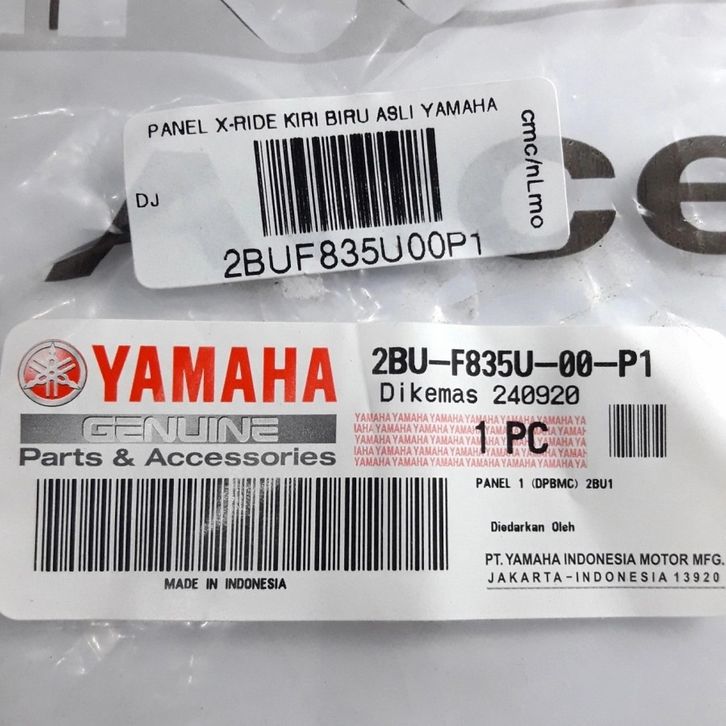 PANEL X-RIDE KIRI BIRU ASLI YAMAHA
DJ
cmc/nLmo
2BUF835U00P1
ce
YAMAHA
GENUINE
Parts & Accessories
2BU-F835U-00-P1
Dikemas 240920
1 PC
PANEL 1 (DPBMC) 2BU1
Diedarkan Oleh
PT. YAMAHA INDONESIA MOTOR MFG.
JAKARTA-INDONESIA 13920
MADE IN INDONESIA